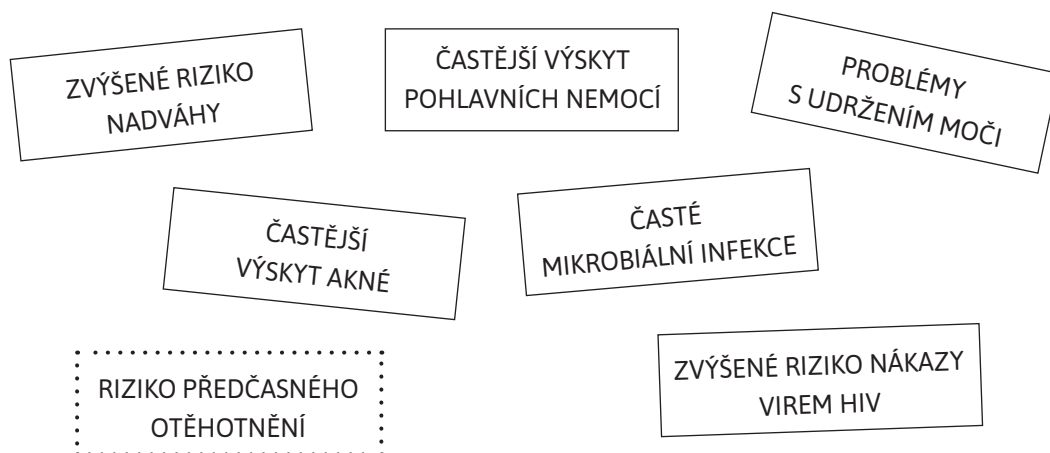 ZVÝŠENÉ RIZIKO
NADVÁHY
ČASTĚJŠÍ VÝSKYT
POHLAVNÍCH NEMOCÍ
PROBLÉMY
S UDRŽENÍM MOČI
ČASTĚJŠÍ
VÝSKYT AKNÉ
ČASTÉ
MIKROBIÁLNÍ INFEKCE
RIZIKO PŘEDČASNÉHO
OTĚHOTNĚNÍ
ZVÝŠENÉ RIZIKO NÁKAZY
VIREM HIV